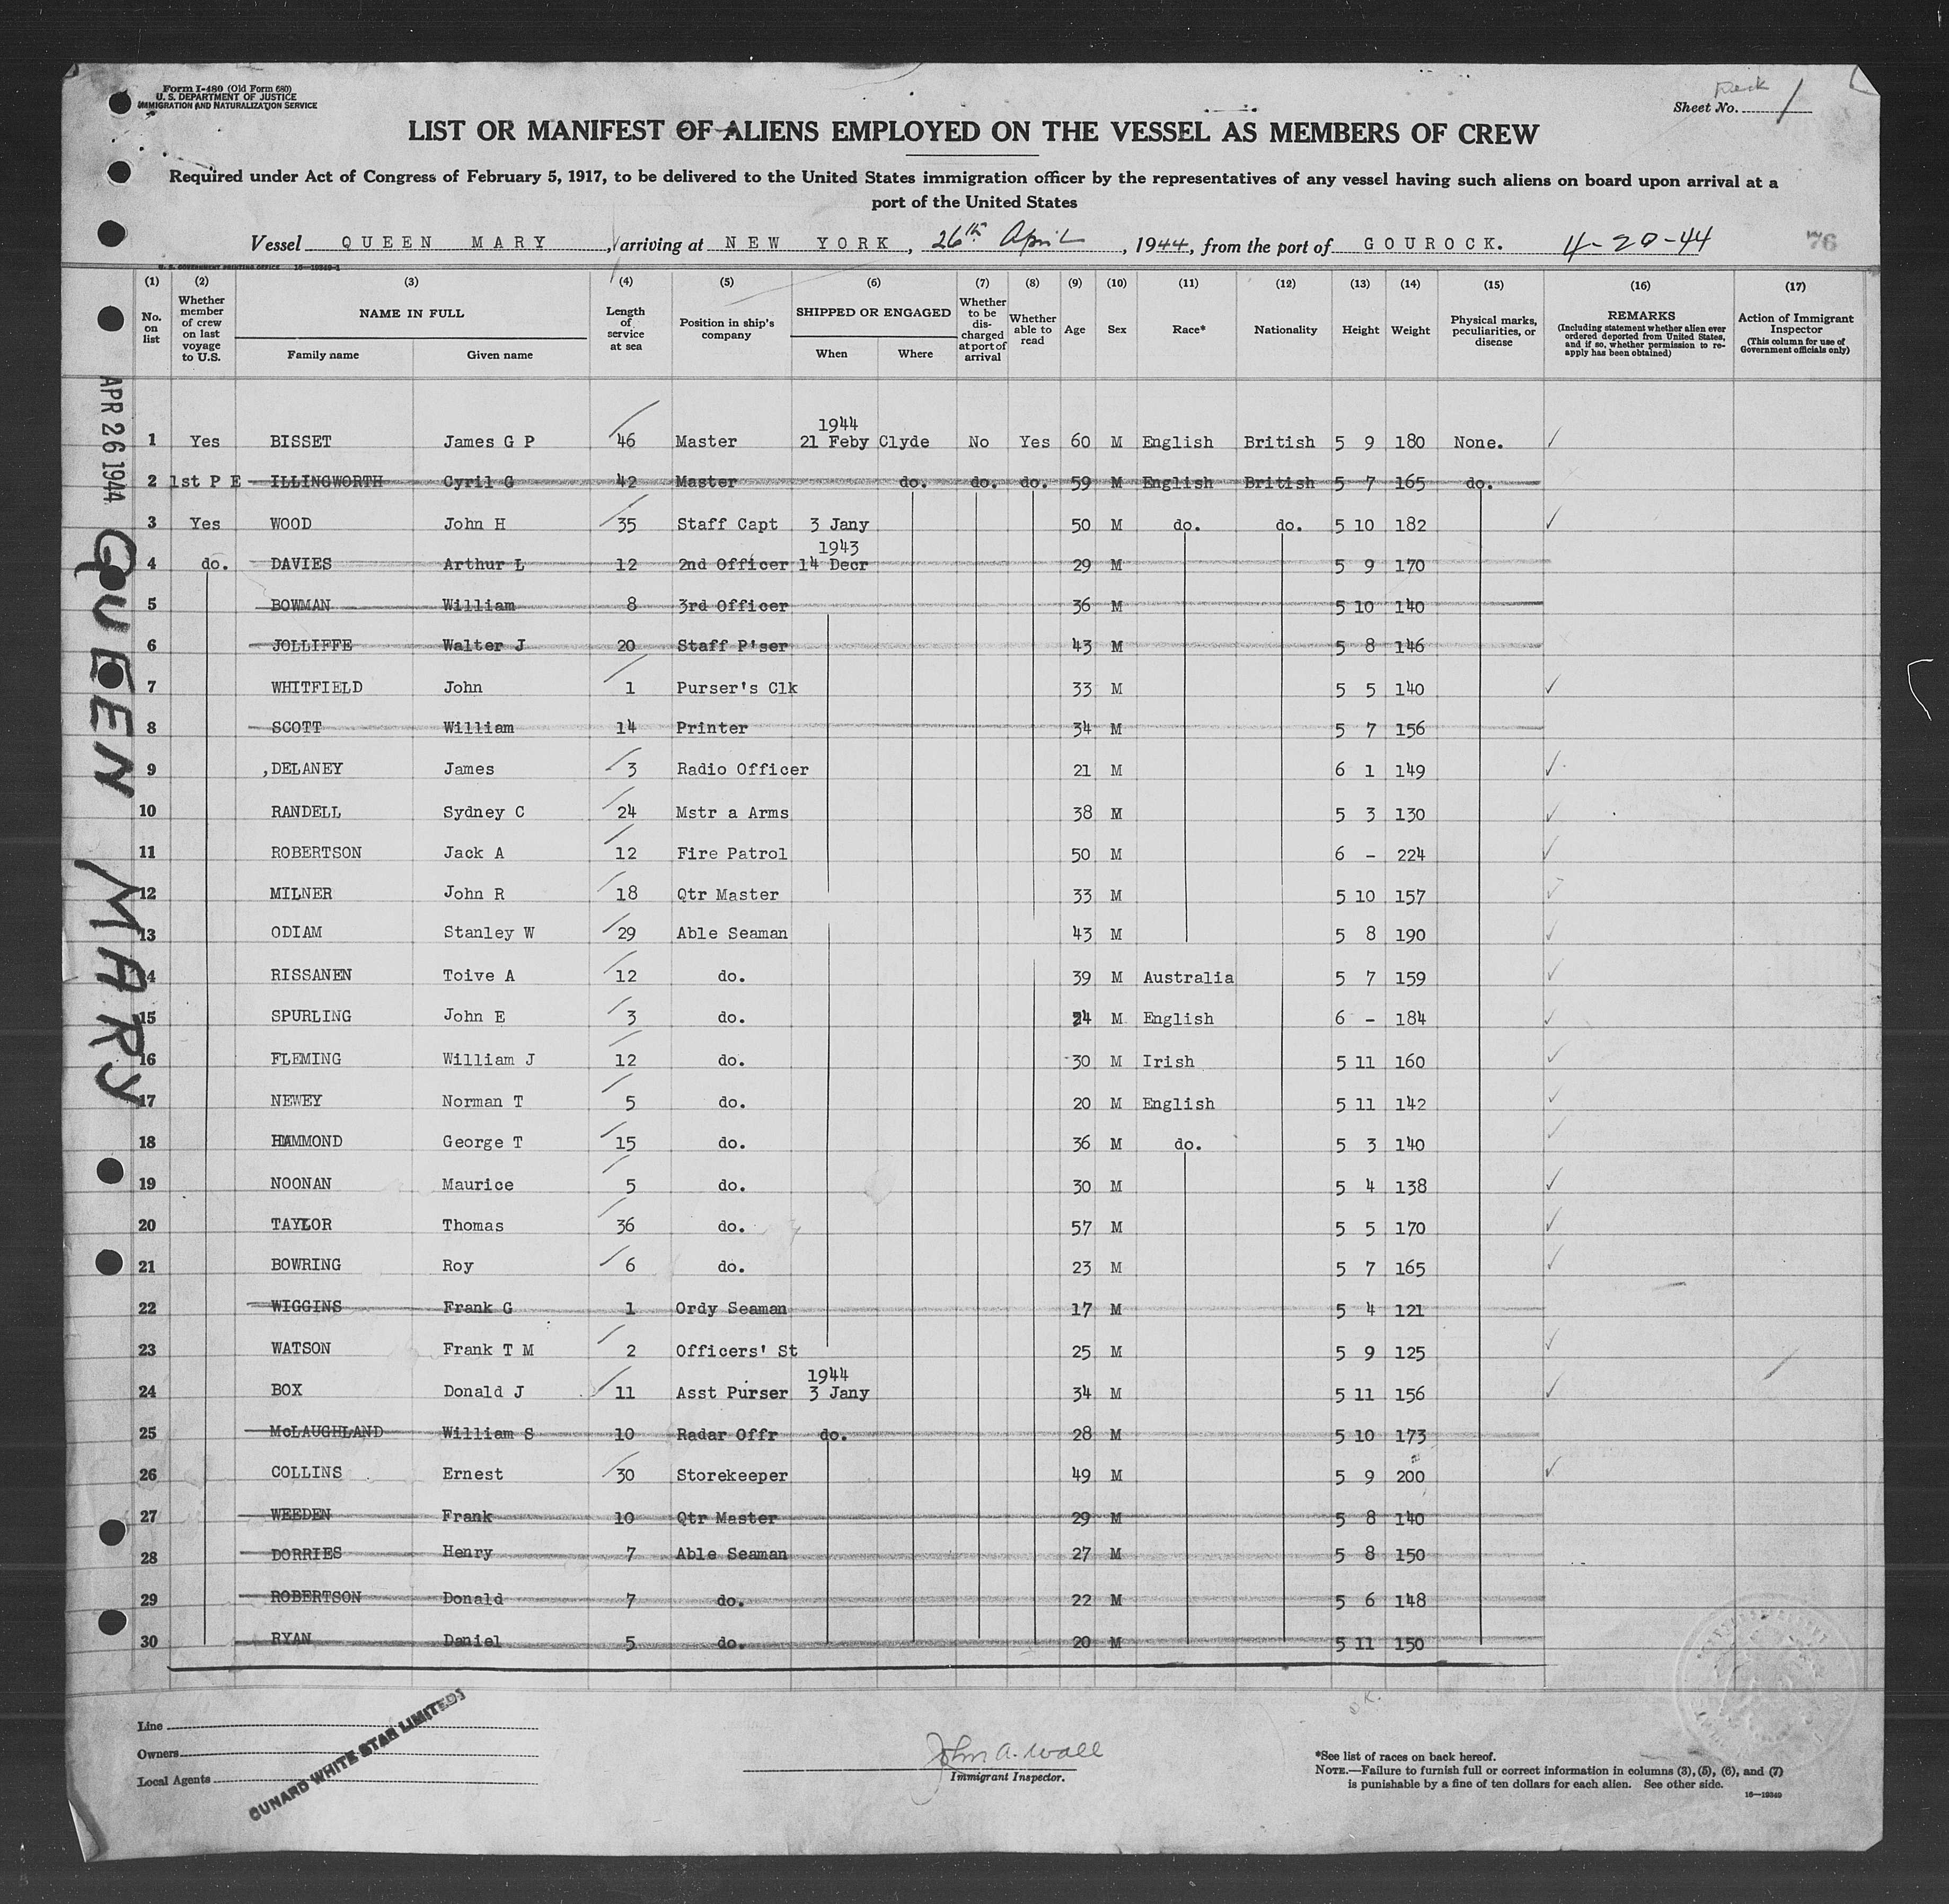 Form I-480 (Old Form 680)
U. S. DEPARTMENT OF JUSTICE
IMMIGRATION AND NATURALIZATION SERVICE
Sheet No. 1
LIST OR MANIFEST OF ALIENS EMPLOYED ON THE VESSEL AS MEMBERS OF CREW
Required under Act of Congress of February 5, 1917, to be delivered to the United States immigration officer by the representatives of any vessel having such aliens on board upon arrival at a
port of the United States
Vessel QUEEN MARY, arriving at NEW YORK, 26th April, 1944, from the port of GOUROCK. 4-20-44 76
U. S. GOVERNMENT PRINTING OFFICE 16-19349-1
(1) (2) (3) (4) (5) (6) (7) (8) (9) (10) (11) (12) (13) (14) (15) (16) (17)
No. on list
Whether member of crew on last voyage to U.S.
NAME IN FULL
Family name Given name
Length of service at sea
Position in ship's company
SHIPPED OR ENGAGED
When Where
Whether to be discharged at port of arrival
Whether able to read
Age Sex Race* Nationality Height Weight
Physical marks, peculiarities, or disease
REMARKS
(Including statement whether alien ever ordered deported from United States, and if so, whether permission to reapply has been obtained)
Action of Immigrant Inspector
(This column for use of Government officials only)
1944
1 Yes BISSET James G P 46 Master 21 Feby Clyde No Yes 60 M English British 5 9 180 None.
2 1st P E ILLINGWORTH Cyril G 42 Master do. do. do. 59 M English British 5 7 165 do.
3 Yes WOOD John H 35 Staff Capt 3 Jany 50 M do. do. 5 10 182
1943
4 do. DAVIES Arthur L 12 2nd Officer 14 Decr 29 M 5 9 170
5 BOWMAN William 8 3rd Officer 36 M 5 10 140
6 JOLLIFFE Walter J 20 Staff P'ser 43 M 5 8 146
7 WHITFIELD John 1 Purser's Clk 33 M 5 5 140
8 SCOTT William 14 Printer 34 M 5 7 156
9 DELANEY James 3 Radio Officer 21 M 6 1 149
10 RANDELL Sydney C 24 Mstr a Arms 38 M 5 3 130
11 ROBERTSON Jack A 12 Fire Patrol 50 M 6 - 224
12 MILNER John R 18 Qtr Master 33 M 5 10 157
13 ODIAM Stanley W 29 Able Seaman 43 M 5 8 190
14 RISSANEN Toive A 12 do. 39 M Australia 5 7 159
15 SPURLING John E 3 do. 24 M English 6 - 184
16 FLEMING William J 12 do. 30 M Irish 5 11 160
17 NEWEY Norman T 5 do. 20 M English 5 11 142
18 HAMMOND George T 15 do. 36 M do. 5 3 140
19 NOONAN Maurice 5 do. 30 M 5 4 138
20 TAYLOR Thomas 36 do. 57 M 5 5 170
21 BOWRING Roy 6 do. 23 M 5 7 165
22 WIGGINS Frank G 1 Ordy Seaman 17 M 5 4 121
23 WATSON Frank T M 2 Officers' St 25 M 5 9 125
1944
24 BOX Donald J 11 Asst Purser 3 Jany 34 M 5 11 156
25 McLAUGHLAND William S 10 Radar Offr do. 28 M 5 10 173
26 COLLINS Ernest 30 Storekeeper 49 M 5 9 200
27 WEEDEN Frank 10 Qtr Master 29 M 5 8 140
28 DORRIES Henry 7 Able Seaman 27 M 5 8 150
29 ROBERTSON Donald 7 do. 22 M 5 6 148
30 RYAN Daniel 5 do. 20 M 5 11 150
APR 26 1944
QUEEN MARY
Line
Owners
Local Agents
CUNARD WHITE STAR LIMITED
John A. Wall
Immigrant Inspector.
*See list of races on back hereof.
NOTE.—Failure to furnish full or correct information in columns (3), (5), (6), and (7)
is punishable by a fine of ten dollars for each alien. See other side.
16-19349